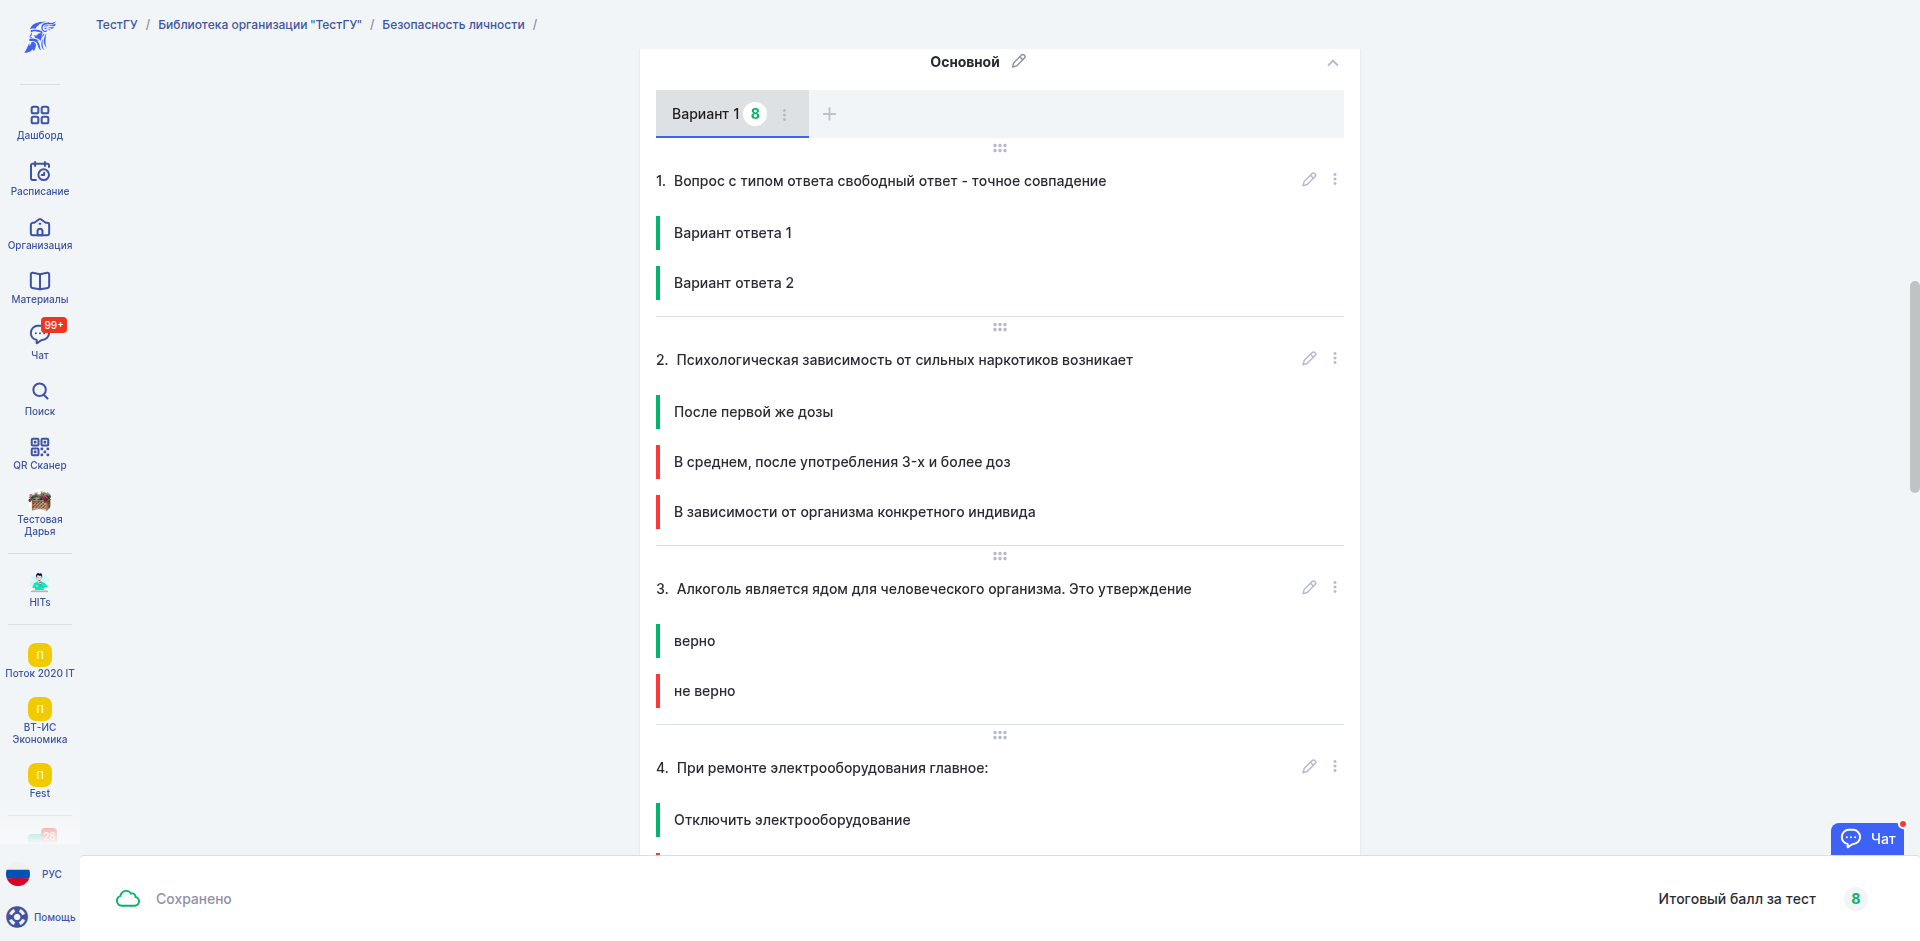 ТестГУ / Библиотека организации "ТестГУ" / Безопасность личности /
Дашборд
Расписание
Организация
Материалы
99+
Чат
Поиск
QR Сканер
Тестовая
Дарья
HITs
П
Поток 2020 IT
П
ВТ-ИС
Экономика
П
Fest
28
РУС
Помощь
Основной
Вариант 1 8
1. Вопрос с типом ответа свободный ответ - точное совпадение
Вариант ответа 1
Вариант ответа 2
2. Психологическая зависимость от сильных наркотиков возникает
После первой же дозы
В среднем, после употребления 3-х и более доз
В зависимости от организма конкретного индивида
3. Алкоголь является ядом для человеческого организма. Это утверждение
верно
не верно
4. При ремонте электрооборудования главное:
Отключить электрооборудование
Чат
Сохранено
Итоговый балл за тест 8